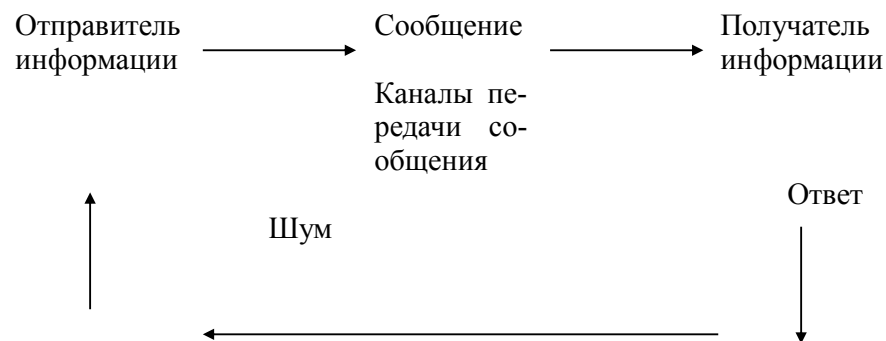 Отправитель
информации
Сообщение
Каналы пе-
редачи со-
общения
Получатель
информации
Ответ
Шум